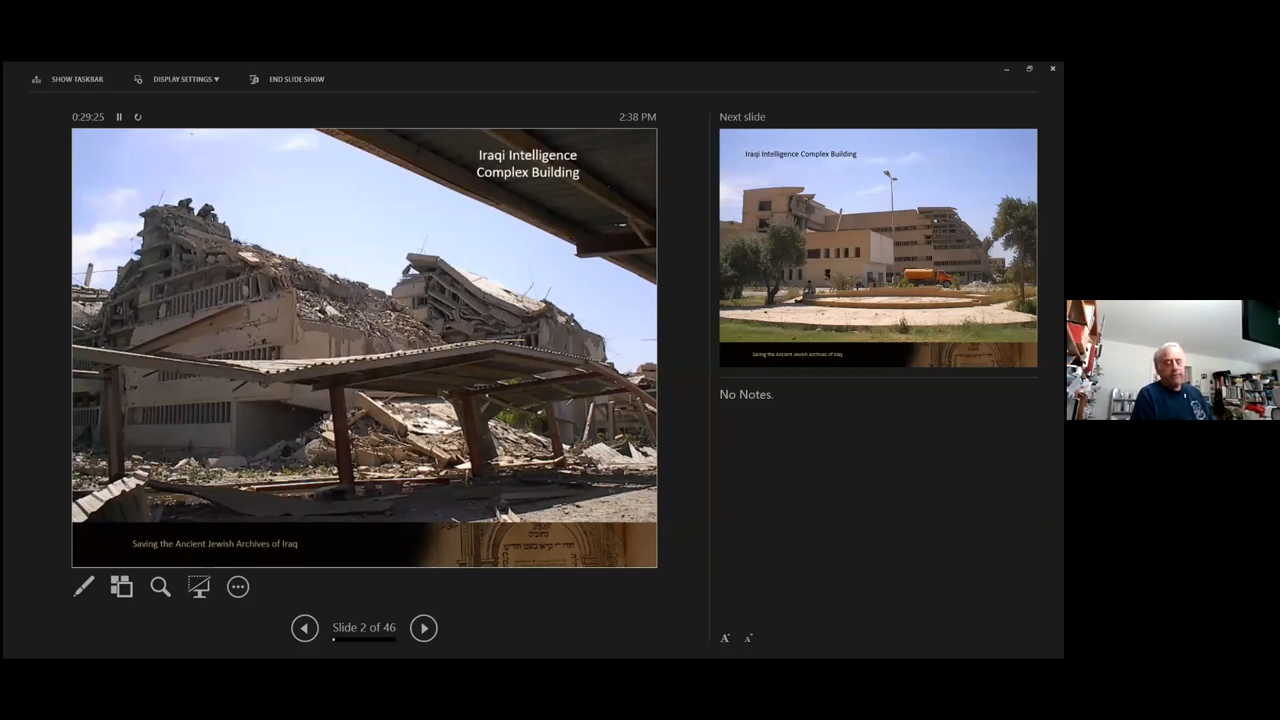 SHOW TASKBAR
DISPLAY SETTINGS ▼
END SLIDE SHOW
0:29:25
2:38 PM
Iraqi Intelligence
Complex Building
Saving the Ancient Jewish Archives of Iraq
Slide 2 of 46
Next slide
Iraqi Intelligence Complex Building
Saving the Ancient Jewish Archives of Iraq
No Notes.
A
A